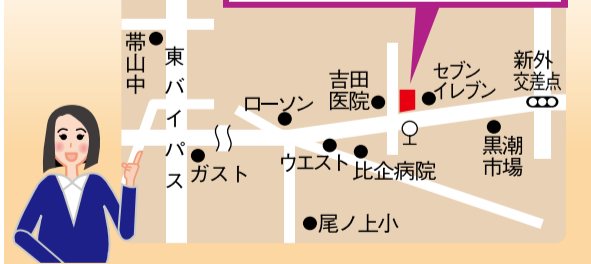 帯山中
東バイパス
ローソン
ガスト
吉田
医院
セブン
イレブン
新外
交差点
ウエスト
比企病院
黒潮
市場
尾ノ上小